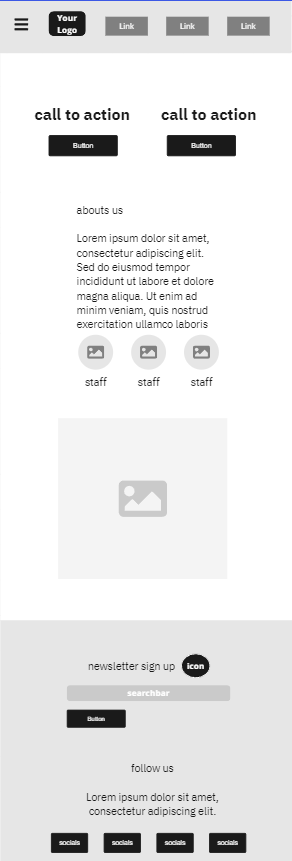 Your
Logo
Link
Link
Link
call to action
call to action
Button
Button
abouts us
Lorem ipsum dolor sit amet,
consectetur adipiscing elit.
Sed do eiusmod tempor
incididunt ut labore et dolore
magna aliqua. Ut enim ad
minim veniam, quis nostrud
exercitation ullamco laboris
staff
staff
staff
newsletter sign up
icon
searchbar
Button
follow us
Lorem ipsum dolor sit amet,
consectetur adipiscing elit.
socials
socials
socials
socials